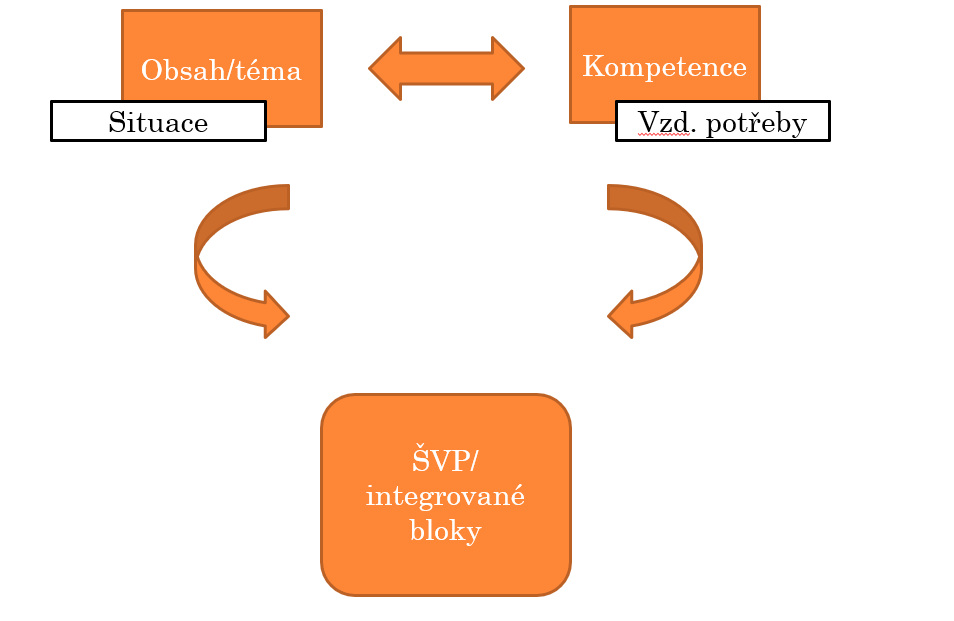 Obsah/téma
Kompetence
Situace
Vzd. potřeby
ŠVP/
integrované
bloky